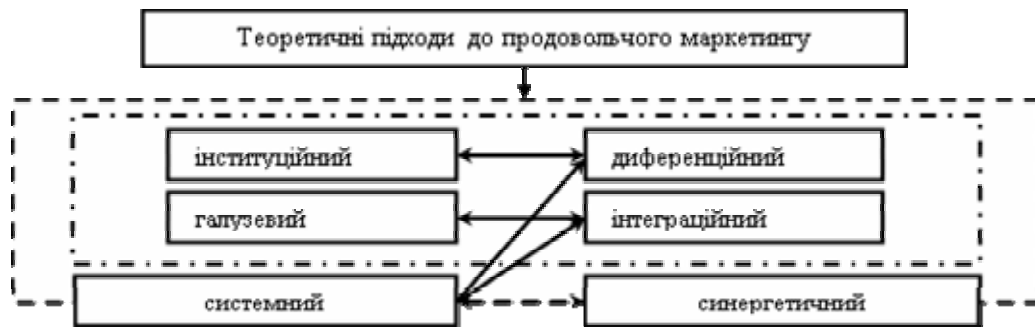 Теоретичні підходи до продовольчого маркетингу
інституційний
диференційний
галузевий
інтеграційний
системний
синергетичний